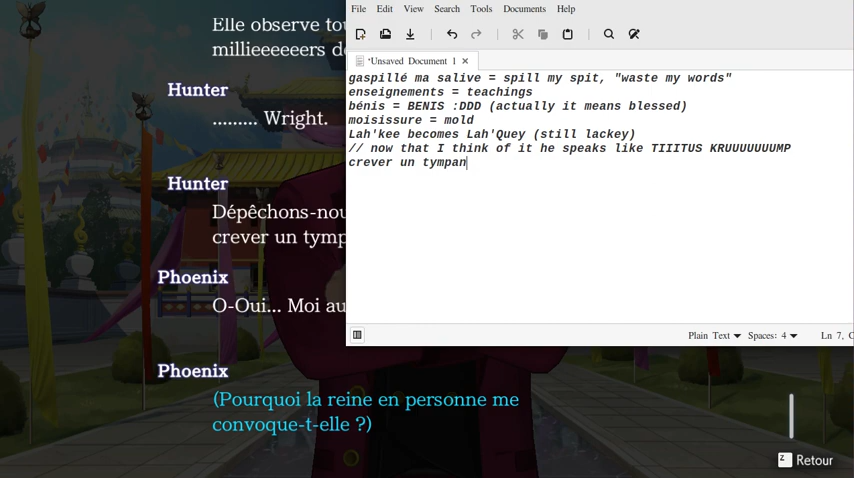 Elle observe
millieeeeeers
Hunter
......... Wright.
Hunter
Dépêchons-nou
crever un tymp
Phoenix
O-Oui... Moi au
Phoenix
(Pourquoi la reine en personne me
convoque-t-elle ?)
Retour
File Edit View Search Tools Documents Help
*Unsaved Document 1
gaspillé ma salive = spill my spit, "waste my words"
enseignements = teachings
bénis = BENIS :DDD (actually it means blessed)
moisissure = mold
Lah'kee becomes Lah'Quey (still lackey)
// now that I think of it he speaks like TIIITUS KRUUUUUUUMP
crever un tympan
Plain Text Spaces: 4 Ln 7,